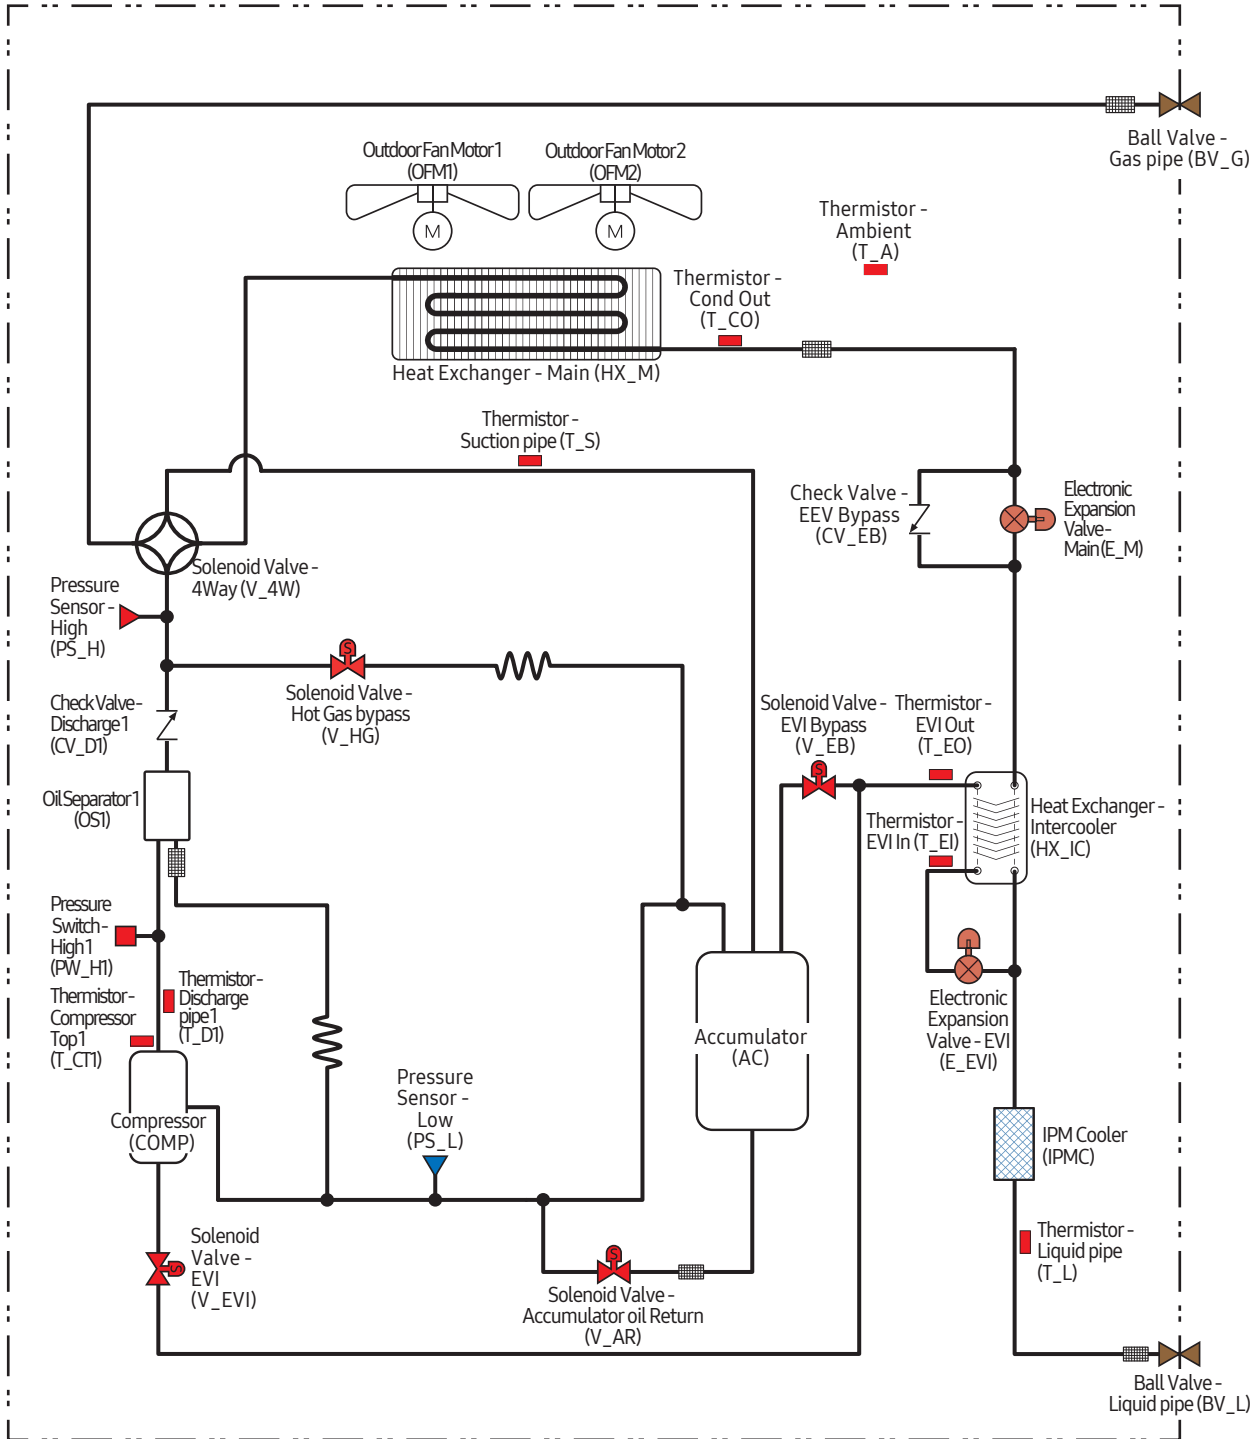 Ball Valve -
Gas pipe (BV_G)
Outdoor Fan Motor 1
(OFM1)
Outdoor Fan Motor 2
(OFM2)
M
M
Thermistor -
Ambient
(T_A)
Thermistor -
Cond Out
(T_CO)
Heat Exchanger - Main (HX_M)
Thermistor -
Suction pipe (T_S)
Check Valve -
EEV Bypass
(CV_EB)
Electronic
Expansion
Valve -
Main (E_M)
Solenoid Valve -
4Way (V_4W)
Pressure
Sensor -
High
(PS_H)
S
Solenoid Valve -
Hot Gas bypass
(V_HG)
Check Valve -
Discharge1
(CV_D1)
Solenoid Valve -
EVI Bypass
(V_EB)
S
Thermistor -
EVI Out
(T_EO)
Oil Separator1
(OS1)
Thermistor -
EVI In (T_EI)
Heat Exchanger -
Intercooler
(HX_IC)
Pressure
Switch -
High1
(PW_H1)
Thermistor -
Discharge
pipe1
(T_D1)
Thermistor -
Compressor
Top1
(T_CT1)
Electronic
Expansion
Valve - EVI
(E_EVI)
Accumulator
(AC)
Pressure
Sensor -
Low
(PS_L)
Compressor
(COMP)
IPM Cooler
(IPMC)
Solenoid
Valve -
EVI
(V_EVI)
S
S
Solenoid Valve -
Accumulator oil Return
(V_AR)
Thermistor -
Liquid pipe
(T_L)
Ball Valve -
Liquid pipe (BV_L)